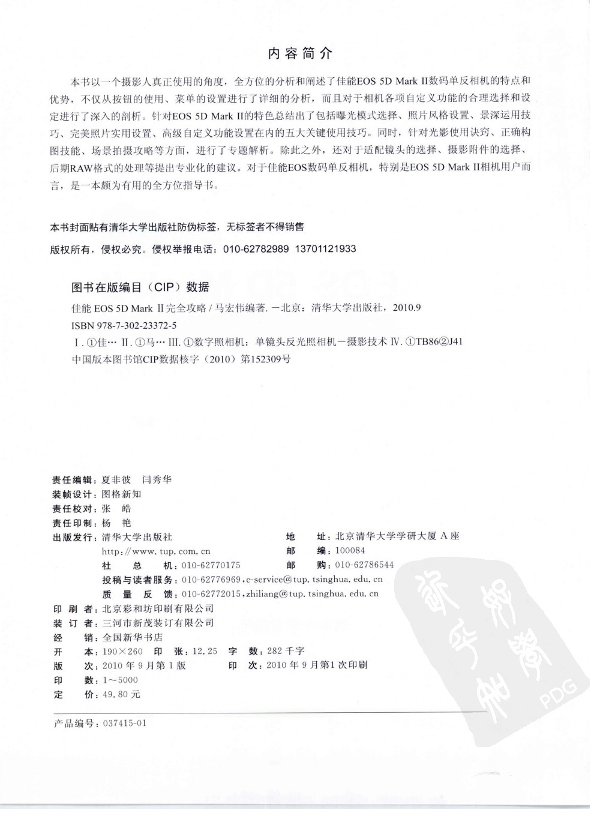 内容简介
本书以一个摄影人真正使用的角度，全方位的分析和阐述了佳能EOS 5D Mark II数码单反相机的特点和
优势，不仅从按钮的使用、菜单的设置进行了详细的分析，而且对于相机各项自定义功能的合理选择和设
定进行了深入的剖析。针对EOS 5D Mark II的特色总结出了包括曝光模式选择、照片风格设置、景深运用技
巧、完美照片实用设置、高级自定义功能设置在内的五大关键使用技巧。同时，针对光影使用诀窍、正确构
图技能、场景拍摄攻略等方面，进行了专题解析。除此之外，还对于适配镜头的选择、摄影附件的选择、
后期RAW格式的处理等提出专业化的建议。对于佳能EOS数码单反相机，特别是EOS 5D Mark II相机用户而
言，是一本颇为有用的全方位指导书。
本书封面贴有清华大学出版社防伪标签，无标签者不得销售
版权所有，侵权必究。侵权举报电话：010-62782989 13701121933
图书在版编目（CIP）数据
佳能 EOS 5D Mark Ⅱ完全攻略 / 马宏伟编著. －北京：清华大学出版社，2010.9
ISBN 978-7-302-23372-5
Ⅰ. ①佳… Ⅱ. ①马… Ⅲ. ①数字照相机：单镜头反光照相机－摄影技术 Ⅳ. ①TB86②J41
中国版本图书馆CIP数据核字（2010）第152309号
责任编辑：夏非彼 闫秀华
装帧设计：图格新知
责任校对：张 皓
责任印制：杨 艳
出版发行：清华大学出版社 地 址：北京清华大学学研大厦 A 座
http://www.tup.com.cn 邮 编：100084
社 总 机：010-62770175 邮 购：010-62786544
投稿与读者服务：010-62776969,c-service@tup.tsinghua.edu.cn
质 量 反 馈：010-62772015,zhiliang@tup.tsinghua.edu.cn
印 刷 者：北京彩和坊印刷有限公司
装 订 者：三河市新茂装订有限公司
经 销：全国新华书店
开 本：190×260 印 张：12.25 字 数：282 千字
版 次：2010 年 9 月第 1 版 印 次：2010 年 9 月第1 次印刷
印 数：1～5000
定 价：49.80 元
产品编号：037415-01
PDG